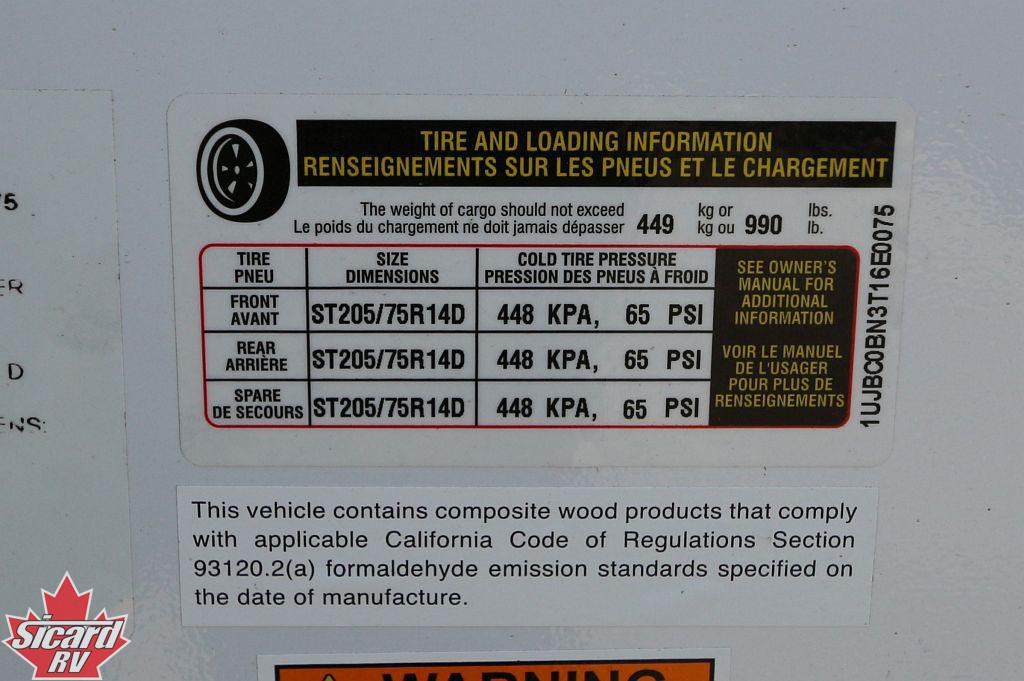 TIRE AND LOADING INFORMATION
RENSEIGNEMENTS SUR LES PNEUS ET LE CHARGEMENT
The weight of cargo should not exceed 449 kg or 990 lbs.
Le poids du chargement ne doit jamais dépasser kg ou lb.
TIRE SIZE COLD TIRE PRESSURE
PNEU DIMENSIONS PRESSION DES PNEUS À FROID
FRONT
AVANT ST205/75R14D 448 KPA, 65 PSI
REAR
ARRIÈRE ST205/75R14D 448 KPA, 65 PSI
SPARE
DE SECOURS ST205/75R14D 448 KPA, 65 PSI
SEE OWNER'S
MANUAL FOR
ADDITIONAL
INFORMATION
VOIR LE MANUEL
DE L'USAGER
POUR PLUS DE
RENSEIGNEMENTS
1UJBC0BN3T16E0075
This vehicle contains composite wood products that comply
with applicable California Code of Regulations Section
93120.2(a) formaldehyde emission standards specified on
the date of manufacture.
WARNING
Sicard
RV